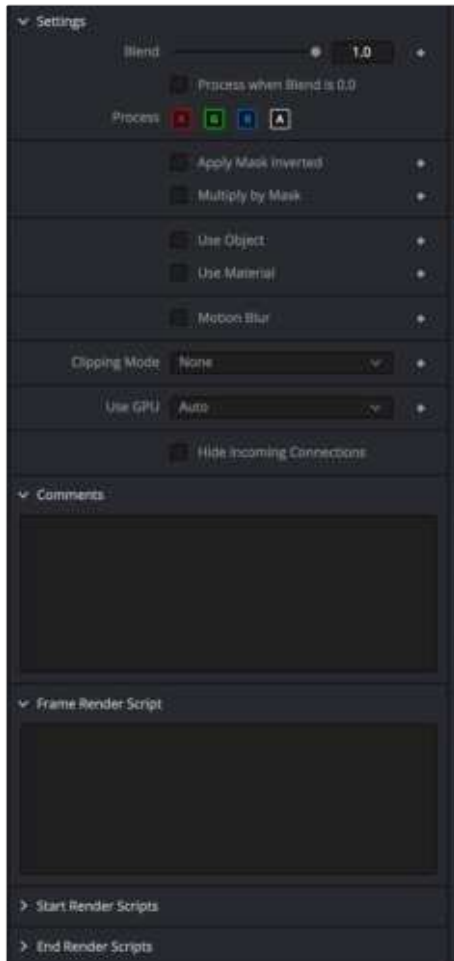 Settings
Blend 1.0
Process when Blend is 0.0
Process R G B A
Apply Mask Inverted
Multiply by Mask
Use Object
Use Material
Motion Blur
Clipping Mode None
Use GPU Auto
Hide Incoming Connections
Comments
Frame Render Script
Start Render Scripts
End Render Scripts